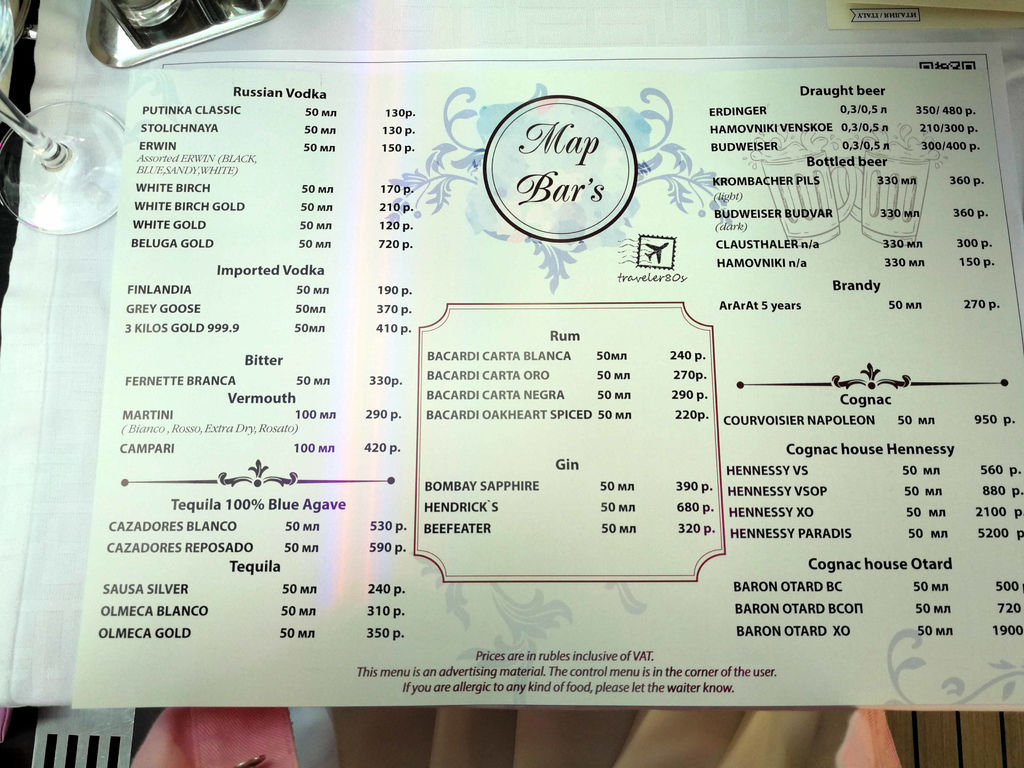 ИТАЛИЯ / ITALY
Russian Vodka
PUTINKA CLASSIC 50 мл 130р.
STOLICHNAYA 50 мл 130 р.
ERWIN 50 мл 150 р.
Assorted ERWIN (BLACK,
BLUE,SANDY,WHITE)
WHITE BIRCH 50 мл 170 р.
WHITE BIRCH GOLD 50 мл 210 р.
WHITE GOLD 50 мл 120 р.
BELUGA GOLD 50 мл 720 р.
Imported Vodka
FINLANDIA 50 мл 190 р.
GREY GOOSE 50мл 370 р.
3 KILOS GOLD 999.9 50мл 410 р.
Bitter
FERNETTE BRANCA 50 мл 330р.
Vermouth
MARTINI 100 мл 290 р.
( Bianco , Rosso, Extra Dry, Rosato)
CAMPARI 100 мл 420 р.
Tequila 100% Blue Agave
CAZADORES BLANCO 50 мл 530 р.
CAZADORES REPOSADO 50 мл 590 р.
Tequila
SAUSA SILVER 50 мл 240 р.
OLMECA BLANCO 50 мл 310 р.
OLMECA GOLD 50 мл 350 р.
Map
Bar's
traveler80s
Rum
BACARDI CARTA BLANCA 50мл 240 р.
BACARDI CARTA ORO 50 мл 270р.
BACARDI CARTA NEGRA 50 мл 290 р.
BACARDI OAKHEART SPICED 50 мл 220р.
Gin
BOMBAY SAPPHIRE 50 мл 390 р.
HENDRICK`S 50 мл 680 р.
BEEFEATER 50 мл 320 р.
Draught beer
ERDINGER 0,3/0,5 л 350/ 480 р.
HAMOVNIKI VENSKOE 0,3/0,5 л 210/300 р.
BUDWEISER 0,3/0,5 л 300/400 р.
Bottled beer
KROMBACHER PILS 330 мл 360 р.
(light)
BUDWEISER BUDVAR 330 мл 360 р.
(dark)
CLAUSTHALER n/a 330 мл 300 р.
HAMOVNIKI n/a 330 мл 150 р.
Brandy
ArArAt 5 years 50 мл 270 р.
Cognac
COURVOISIER NAPOLEON 50 мл 950 р.
Cognac house Hennessy
HENNESSY VS 50 мл 560 р.
HENNESSY VSOP 50 мл 880 р.
HENNESSY XO 50 мл 2100 р.
HENNESSY PARADIS 50 мл 5200 р
Cognac house Otard
BARON OTARD ВС 50 мл 500
BARON OTARD ВСОП 50 мл 720
BARON OTARD XO 50 мл 1900
Prices are in rubles inclusive of VAT.
This menu is an advertising material. The control menu is in the corner of the user.
If you are allergic to any kind of food, please let the waiter know.